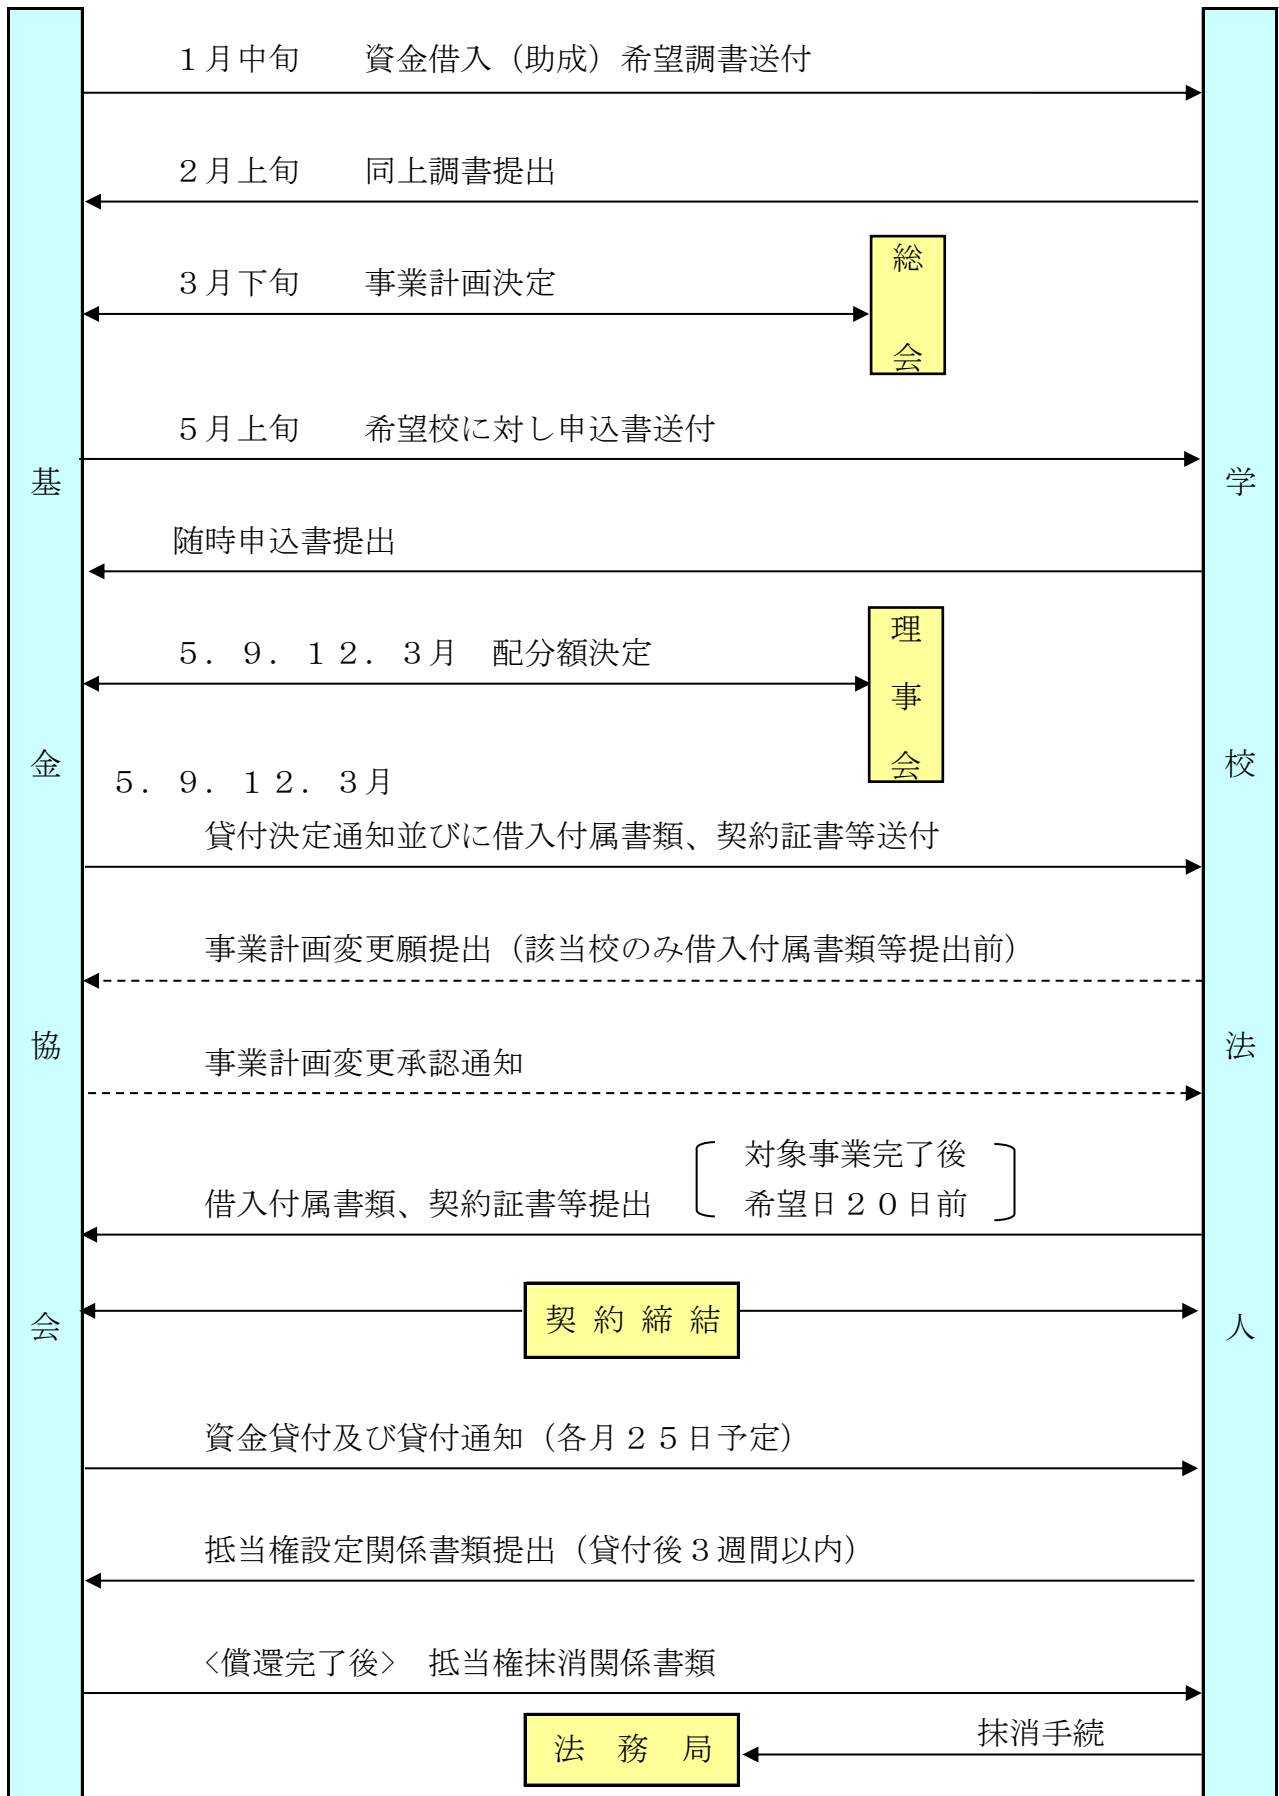 １月中旬　　資金借入（助成）希望調書送付
２月上旬　　同上調書提出
３月下旬　　事業計画決定
総会
５月上旬　　希望校に対し申込書送付
随時申込書提出
５．９．１２．３月　配分額決定
理事会
５．９．１２．３月
貸付決定通知並びに借入付属書類、契約証書等送付
事業計画変更願提出（該当校のみ借入付属書類等提出前）
事業計画変更承認通知
対象事業完了後
希望日２０日前
借入付属書類、契約証書等提出
契約締結
資金貸付及び貸付通知（各月２５日予定）
抵当権設定関係書類提出（貸付後３週間以内）
<償還完了後>　抵当権抹消関係書類
抹消手続
法務局
基金協会
学校法人